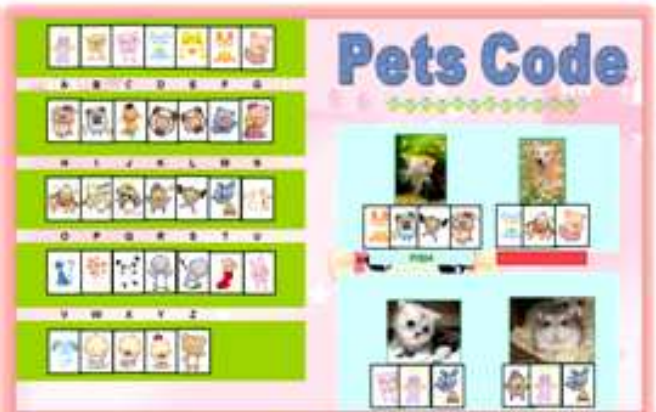 Pets Code
A B C D E F G
H I J K L M N
O P Q R S T U
V W X Y Z
FISH